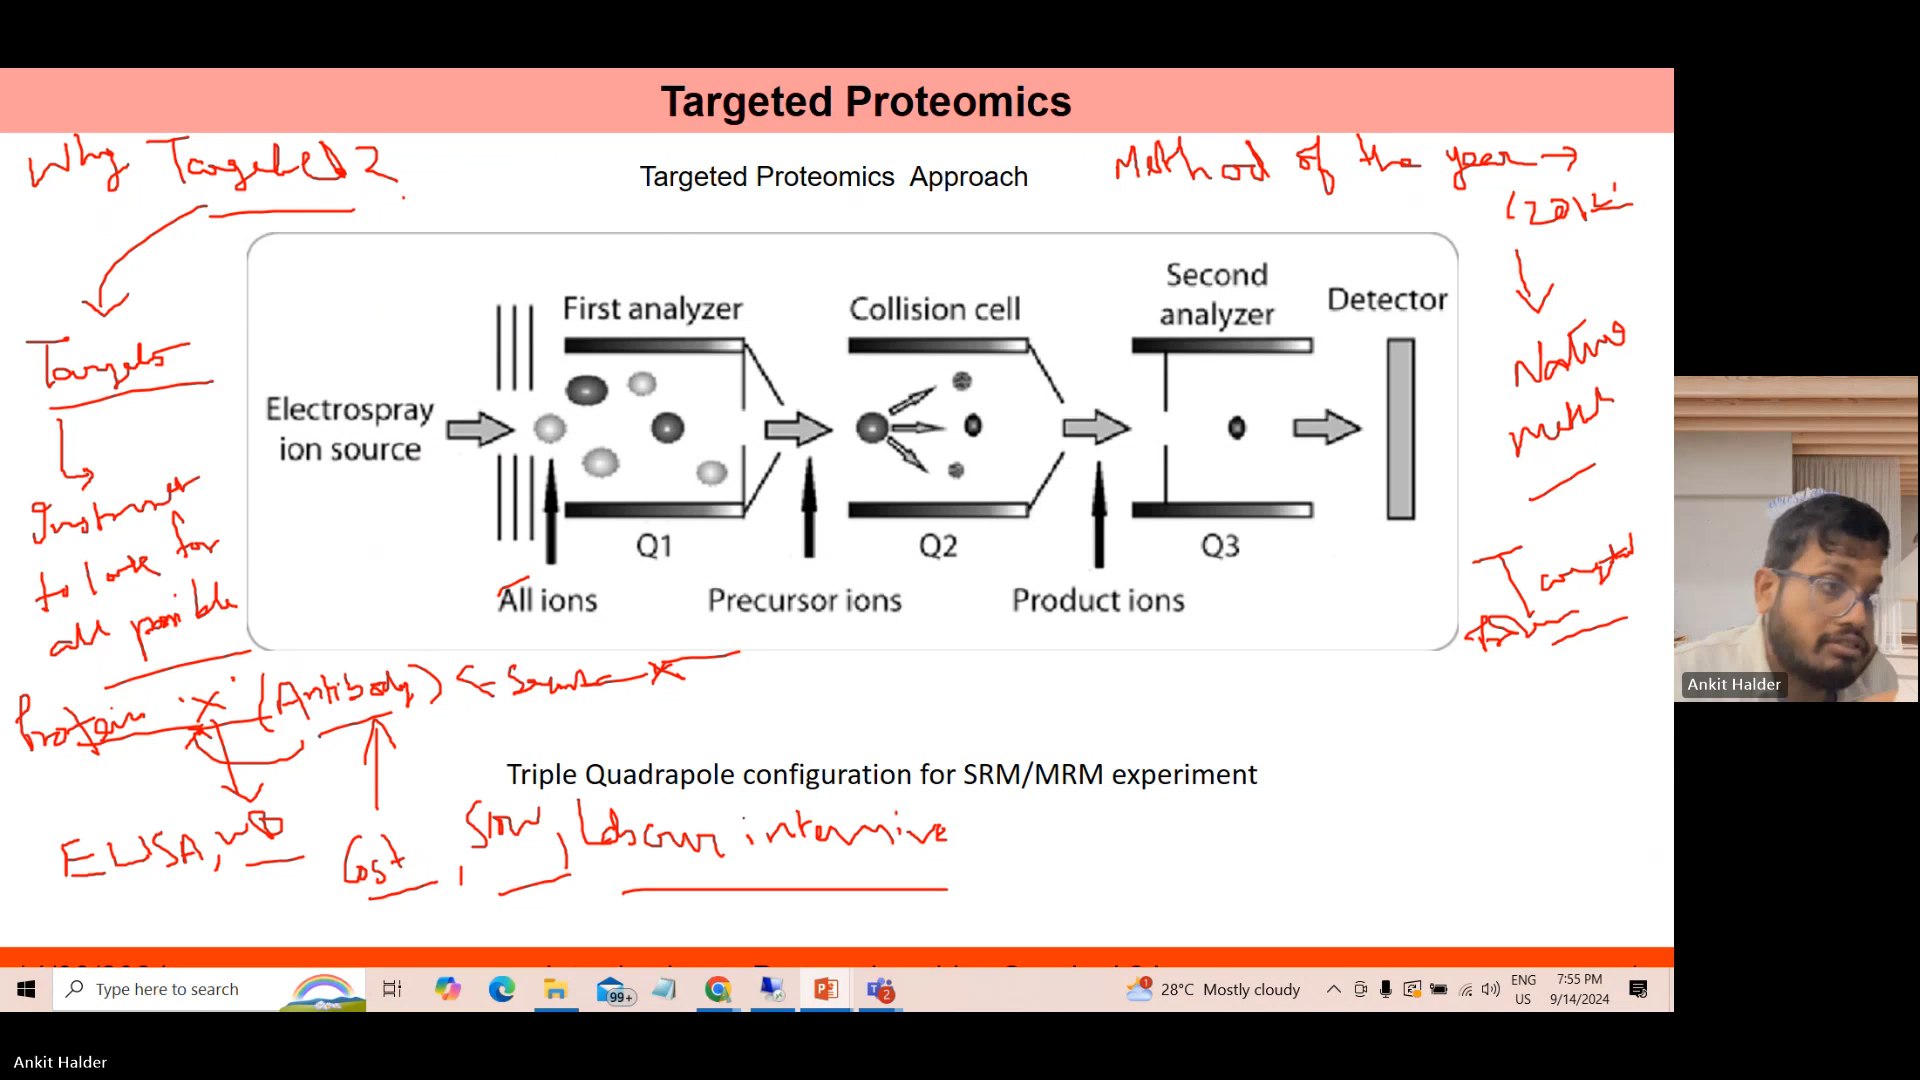 Targeted Proteomics
Why Targeted ?
Targeted Proteomics Approach
Method of the year →
(2012)
Targets
to look for
all possible
Protein 'X' (Antibody) <
Nature
Targeted
Electrospray
ion source
First analyzer
Collision cell
Second
analyzer
Detector
Q1
Q2
Q3
All ions
Precursor ions
Product ions
Triple Quadrapole configuration for SRM/MRM experiment
ELISA, WB
Cost, Slow, Labour intensive
Type here to search
99+
2
1
28°C Mostly cloudy
ENG
US
7:55 PM
9/14/2024
Ankit Halder
Ankit Halder